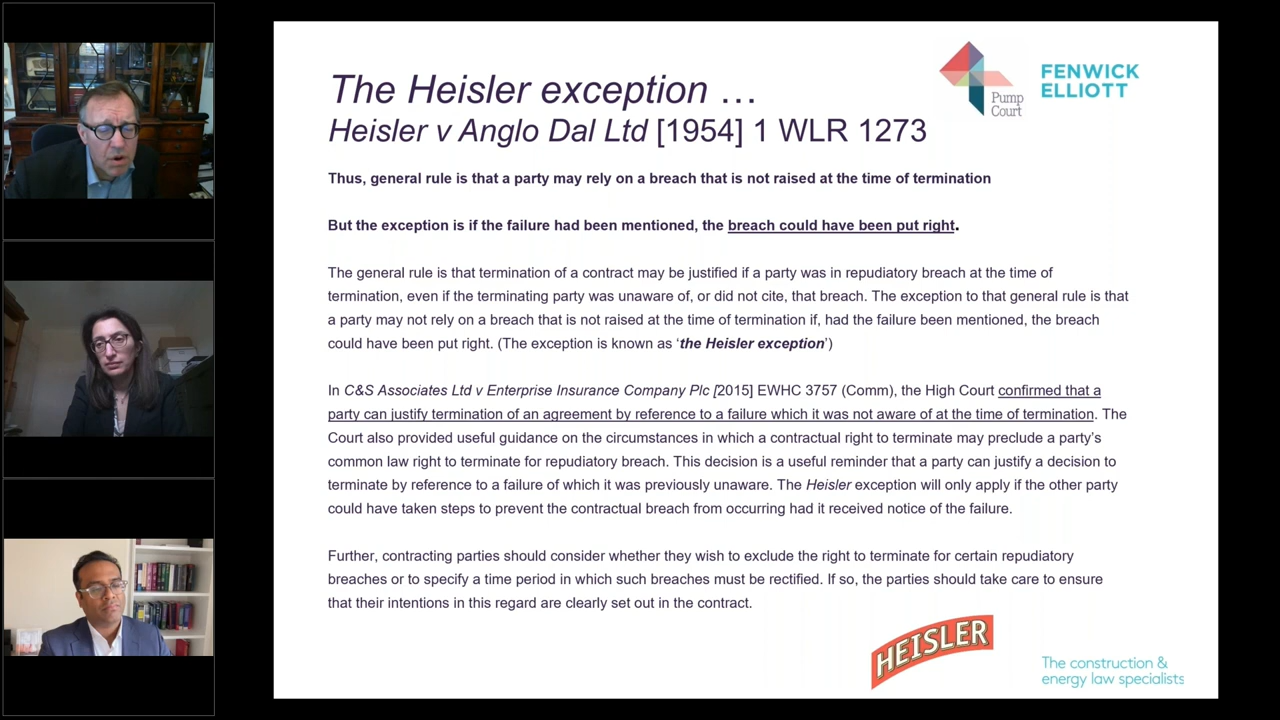 The Heisler exception …
Heisler v Anglo Dal Ltd [1954] 1 WLR 1273
Pump
Court
FENWICK
ELLIOTT
Thus, general rule is that a party may rely on a breach that is not raised at the time of termination
But the exception is if the failure had been mentioned, the breach could have been put right.
The general rule is that termination of a contract may be justified if a party was in repudiatory breach at the time of
termination, even if the terminating party was unaware of, or did not cite, that breach. The exception to that general rule is that
a party may not rely on a breach that is not raised at the time of termination if, had the failure been mentioned, the breach
could have been put right. (The exception is known as ‘the Heisler exception’)
In C&S Associates Ltd v Enterprise Insurance Company Plc [2015] EWHC 3757 (Comm), the High Court confirmed that a
party can justify termination of an agreement by reference to a failure which it was not aware of at the time of termination. The
Court also provided useful guidance on the circumstances in which a contractual right to terminate may preclude a party’s
common law right to terminate for repudiatory breach. This decision is a useful reminder that a party can justify a decision to
terminate by reference to a failure of which it was previously unaware. The Heisler exception will only apply if the other party
could have taken steps to prevent the contractual breach from occurring had it received notice of the failure.
Further, contracting parties should consider whether they wish to exclude the right to terminate for certain repudiatory
breaches or to specify a time period in which such breaches must be rectified. If so, the parties should take care to ensure
that their intentions in this regard are clearly set out in the contract.
HEISLER
The construction &
energy law specialists